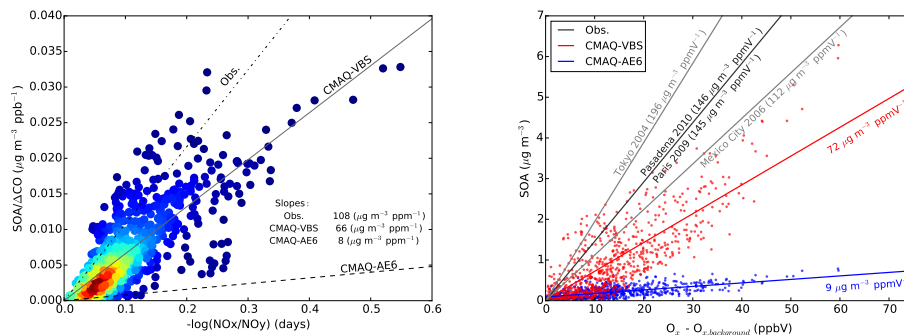 0.040
0.035
0.030
0.025
0.020
0.015
0.010
0.005
0.000
SOA/ΔCO (μg m⁻³ ppb⁻¹)
Obs.
CMAQ-VBS
Slopes:
Obs. 108 (μg m⁻³ ppm⁻¹)
CMAQ-VBS 66 (μg m⁻³ ppm⁻¹)
CMAQ-AE6 8 (μg m⁻³ ppm⁻¹)
CMAQ-AE6
0.0 0.1 0.2 0.3 0.4 0.5 0.6
-log(NOx/NOy) (days)
7
6
5
4
3
2
1
0
SOA (μg m⁻³)
Obs.
CMAQ-VBS
CMAQ-AE6
Tokyo 2004 (196 μg m⁻³ ppmV⁻¹)
Pasadena 2010 (146 μg m⁻³ ppmV⁻¹)
Paris 2009 (145 μg m⁻³ ppmV⁻¹)
Mexico City 2006 (112 μg m⁻³ ppmV⁻¹)
72 μg m⁻³ ppmV⁻¹
9 μg m⁻³ ppmV⁻¹
0 10 20 30 40 50 60 70
Oₓ - Oₓ,background (ppbV)